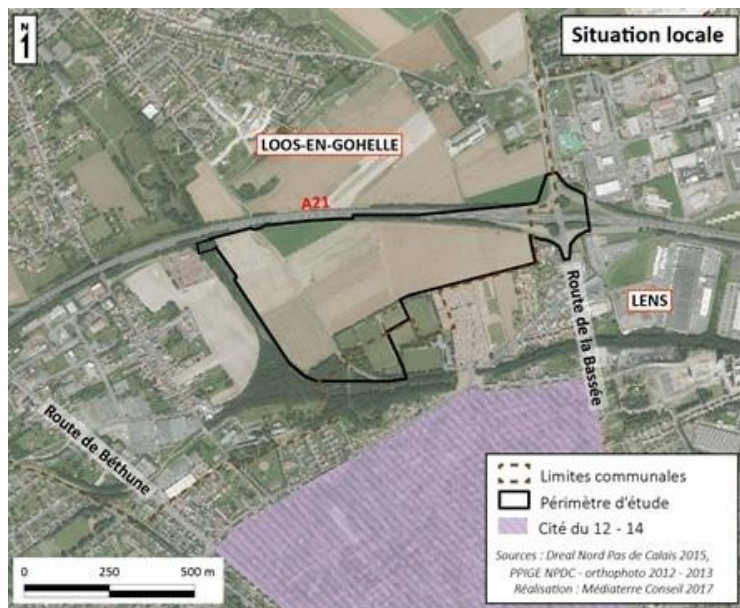 N
Situation locale
LOOS-EN-GOHELLE
A21
LENS
Route de la Bassée
Route de Béthune
Limites communales
Périmètre d'étude
Cité du 12 - 14
Sources : Dreal Nord Pas de Calais 2015,
PPIGE NPDC - orthophoto 2012 - 2013
Réalisation : Médiaterre Conseil 2017
0 250 500 m